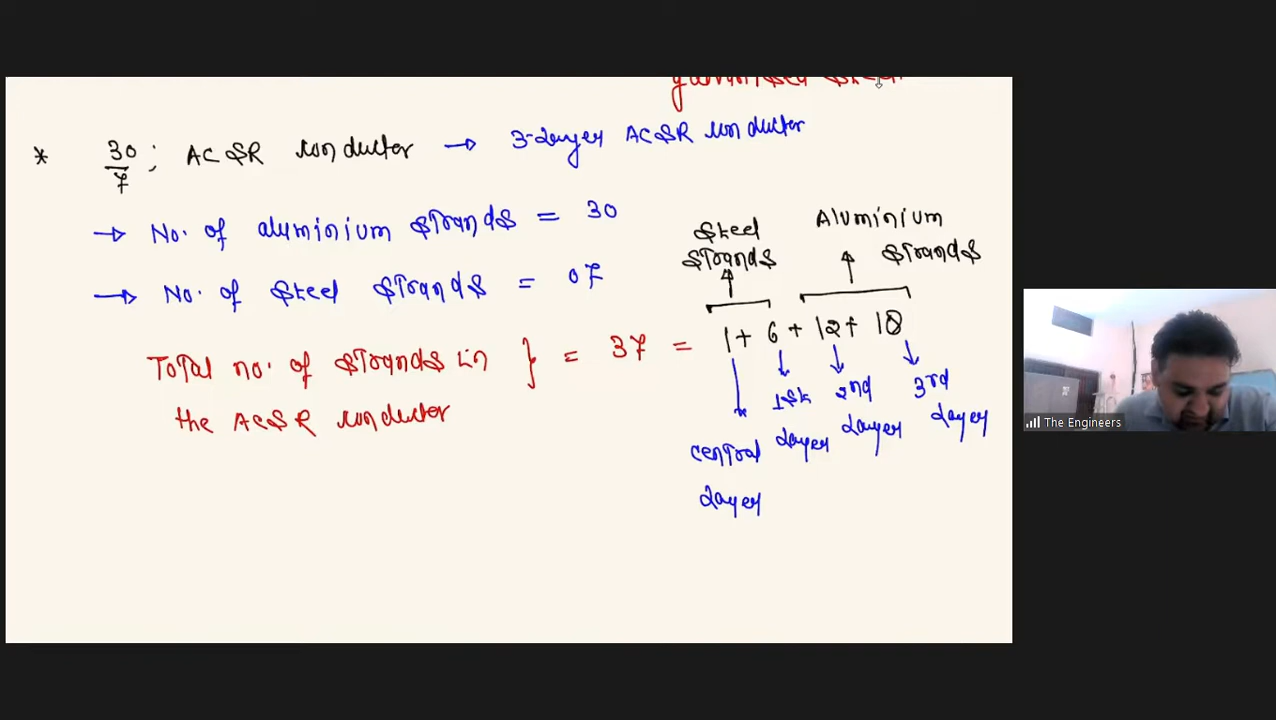 galvanised steel
* 30/7 ; ACSR conductor → 3-layer ACSR conductor
→ No. of aluminium strands = 30
→ No. of steel strands = 07
Steel strands
Aluminium strands
Total no. of strands in the ACSR conductor } = 37 = 1 + 6 + 12 + 18
central layer
1st layer
2nd layer
3rd layer
The Engineers